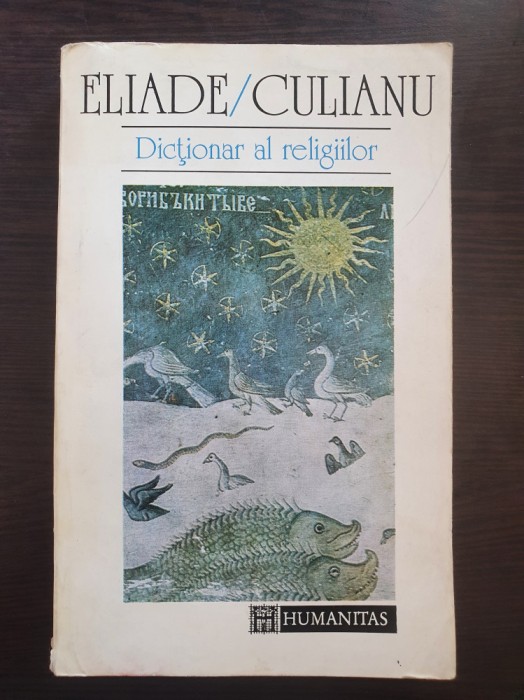 ELIADE/CULIANU
Dicţionar al religiilor
HUMANITAS